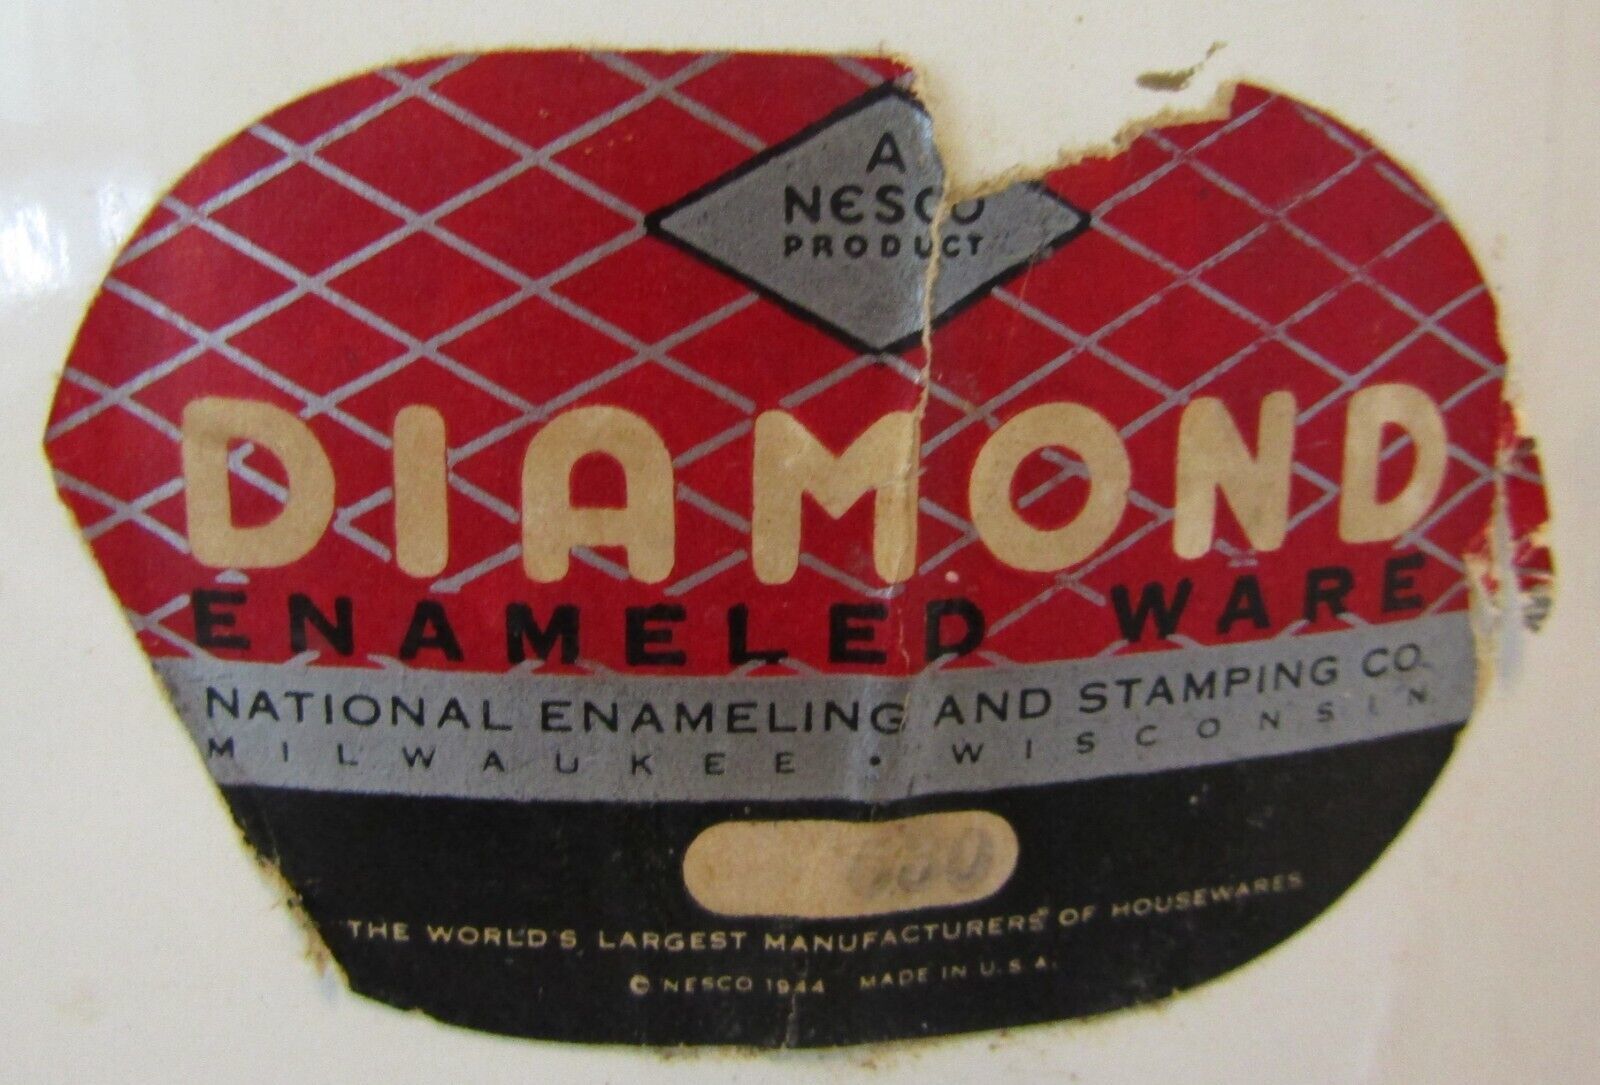 A
NESCO
PRODUCT
DIAMOND
ENAMELED WARE
NATIONAL ENAMELING AND STAMPING CO.
MILWAUKEE • WISCONSIN
"THE WORLD'S LARGEST MANUFACTURERS" OF HOUSEWARES
© NESCO 1944 MADE IN U.S.A.